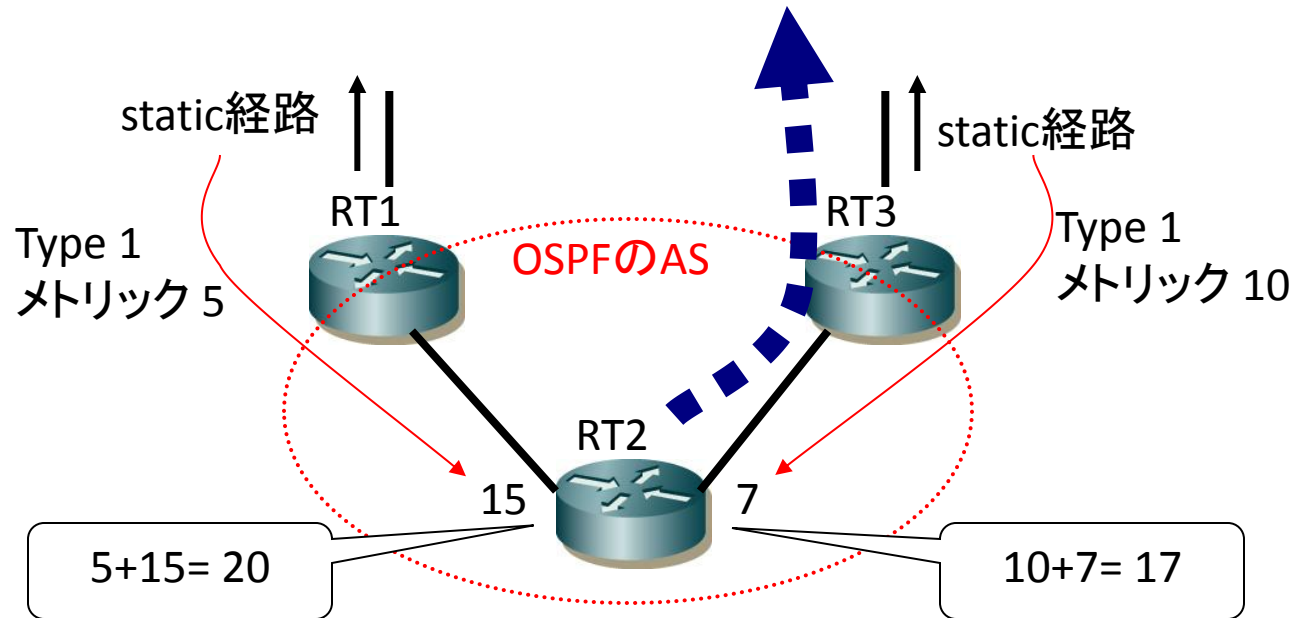 static経路
static経路
RT1
RT3
Type 1
メトリック 5
OSPFのAS
Type 1
メトリック 10
RT2
15
7
5+15= 20
10+7= 17